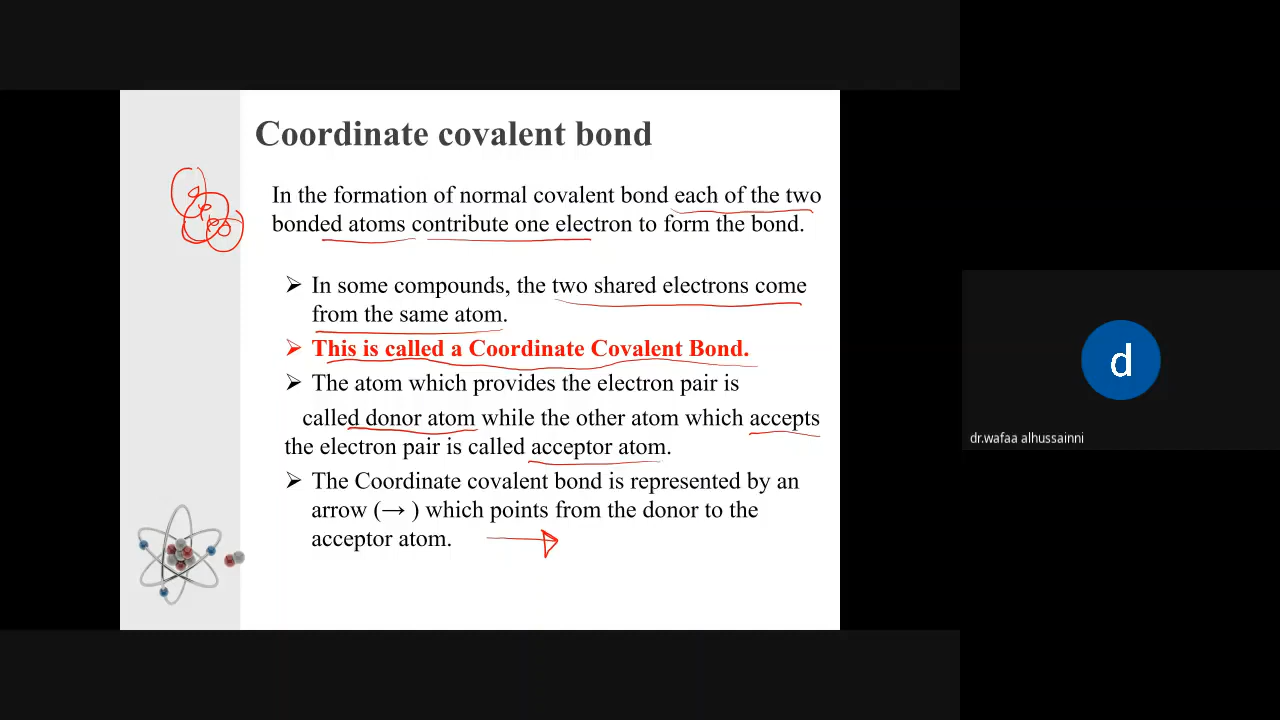 Coordinate covalent bond
In the formation of normal covalent bond each of the two
bonded atoms contribute one electron to form the bond.
➢ In some compounds, the two shared electrons come
from the same atom.
➢ This is called a Coordinate Covalent Bond.
➢ The atom which provides the electron pair is
called donor atom while the other atom which accepts
the electron pair is called acceptor atom.
➢ The Coordinate covalent bond is represented by an
arrow (→ ) which points from the donor to the
acceptor atom.
d
dr.wafaa alhussainni